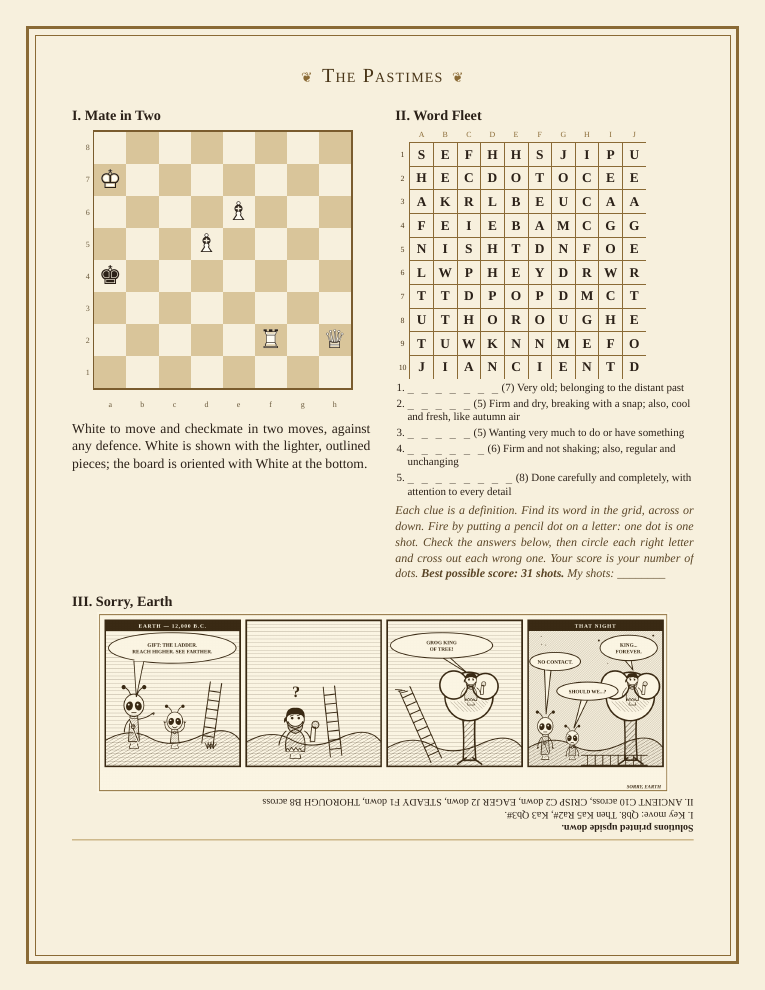 ❦ The Pastimes ❦
I. Mate in Two
8
7
6
5
4
3
2
1
a b c d e f g h
White to move and checkmate in two moves, against
any defence. White is shown with the lighter, outlined
pieces; the board is oriented with White at the bottom.
II. Word Fleet
A B C D E F G H I J
1 S E F H H S J I P U
2 H E C D O T O C E E
3 A K R L B E U C A A
4 F E I E B A M C G G
5 N I S H T D N F O E
6 L W P H E Y D R W R
7 T T D P O P D M C T
8 U T H O R O U G H E
9 T U W K N N M E F O
10 J I A N C I E N T D
1. _ _ _ _ _ _ _ (7) Very old; belonging to the distant past
2. _ _ _ _ _ (5) Firm and dry, breaking with a snap; also, cool
and fresh, like autumn air
3. _ _ _ _ _ (5) Wanting very much to do or have something
4. _ _ _ _ _ _ (6) Firm and not shaking; also, regular and
unchanging
5. _ _ _ _ _ _ _ _ (8) Done carefully and completely, with
attention to every detail
Each clue is a definition. Find its word in the grid, across or
down. Fire by putting a pencil dot on a letter: one dot is one
shot. Check the answers below, then circle each right letter
and cross out each wrong one. Your score is your number of
dots. Best possible score: 31 shots. My shots: ________
III. Sorry, Earth
EARTH — 12,000 B.C.
GIFT: THE LADDER.
REACH HIGHER. SEE FARTHER.
?
GROG KING
OF TREE!
THAT NIGHT
KING...
FOREVER.
NO CONTACT.
SHOULD WE...?
SORRY, EARTH
Solutions printed upside down.
I. Key move: Qb8. Then Ka5 Ra2#, Ka3 Qb3#.
II. ANCIENT C10 across, CRISP C2 down, EAGER J2 down, STEADY F1 down, THOROUGH B8 across